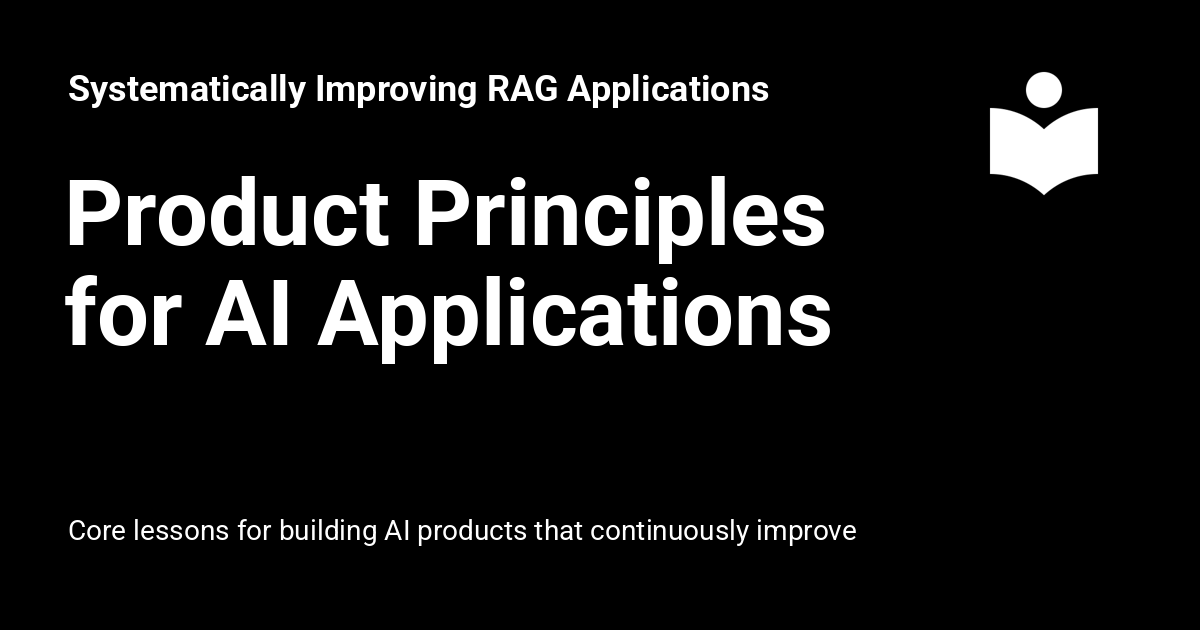 Systematically Improving RAG Applications
Product Principles
for AI Applications
Core lessons for building AI products that continuously improve